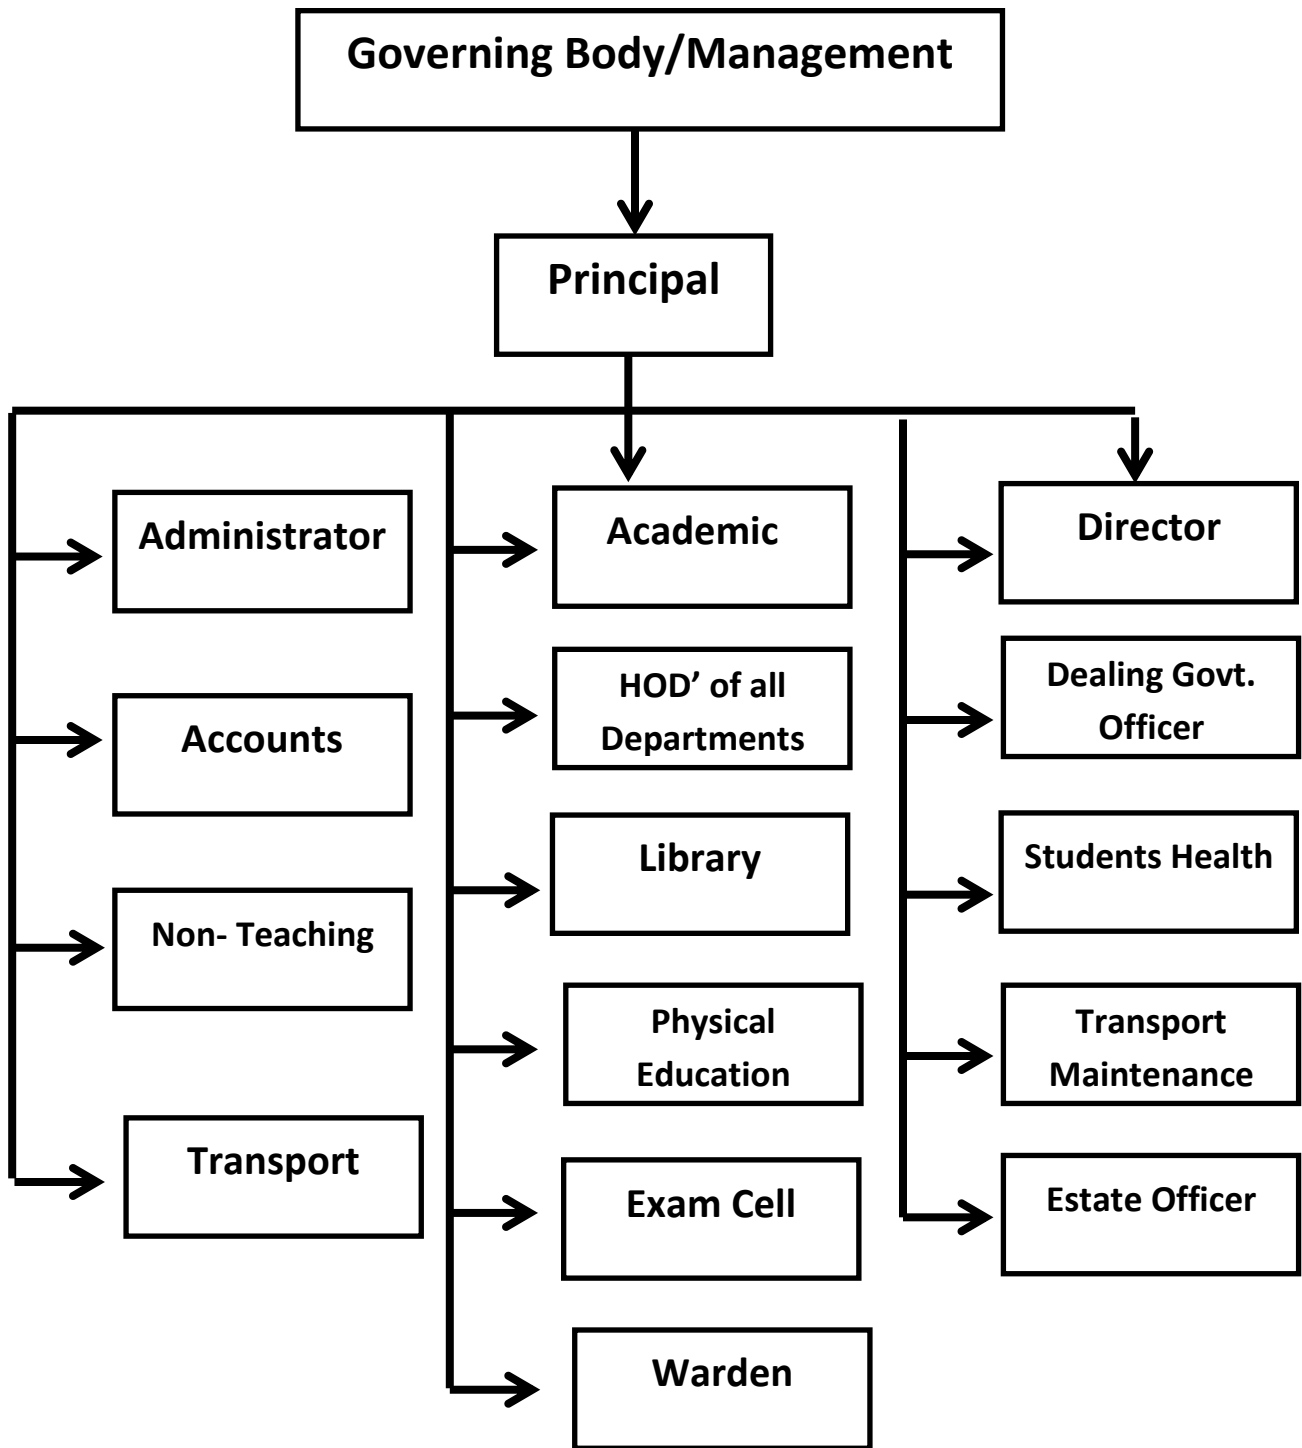 Governing Body/Management
Principal
Administrator
Accounts
Non- Teaching
Transport
Academic
HOD’ of all
Departments
Library
Physical
Education
Exam Cell
Warden
Director
Dealing Govt.
Officer
Students Health
Transport
Maintenance
Estate Officer